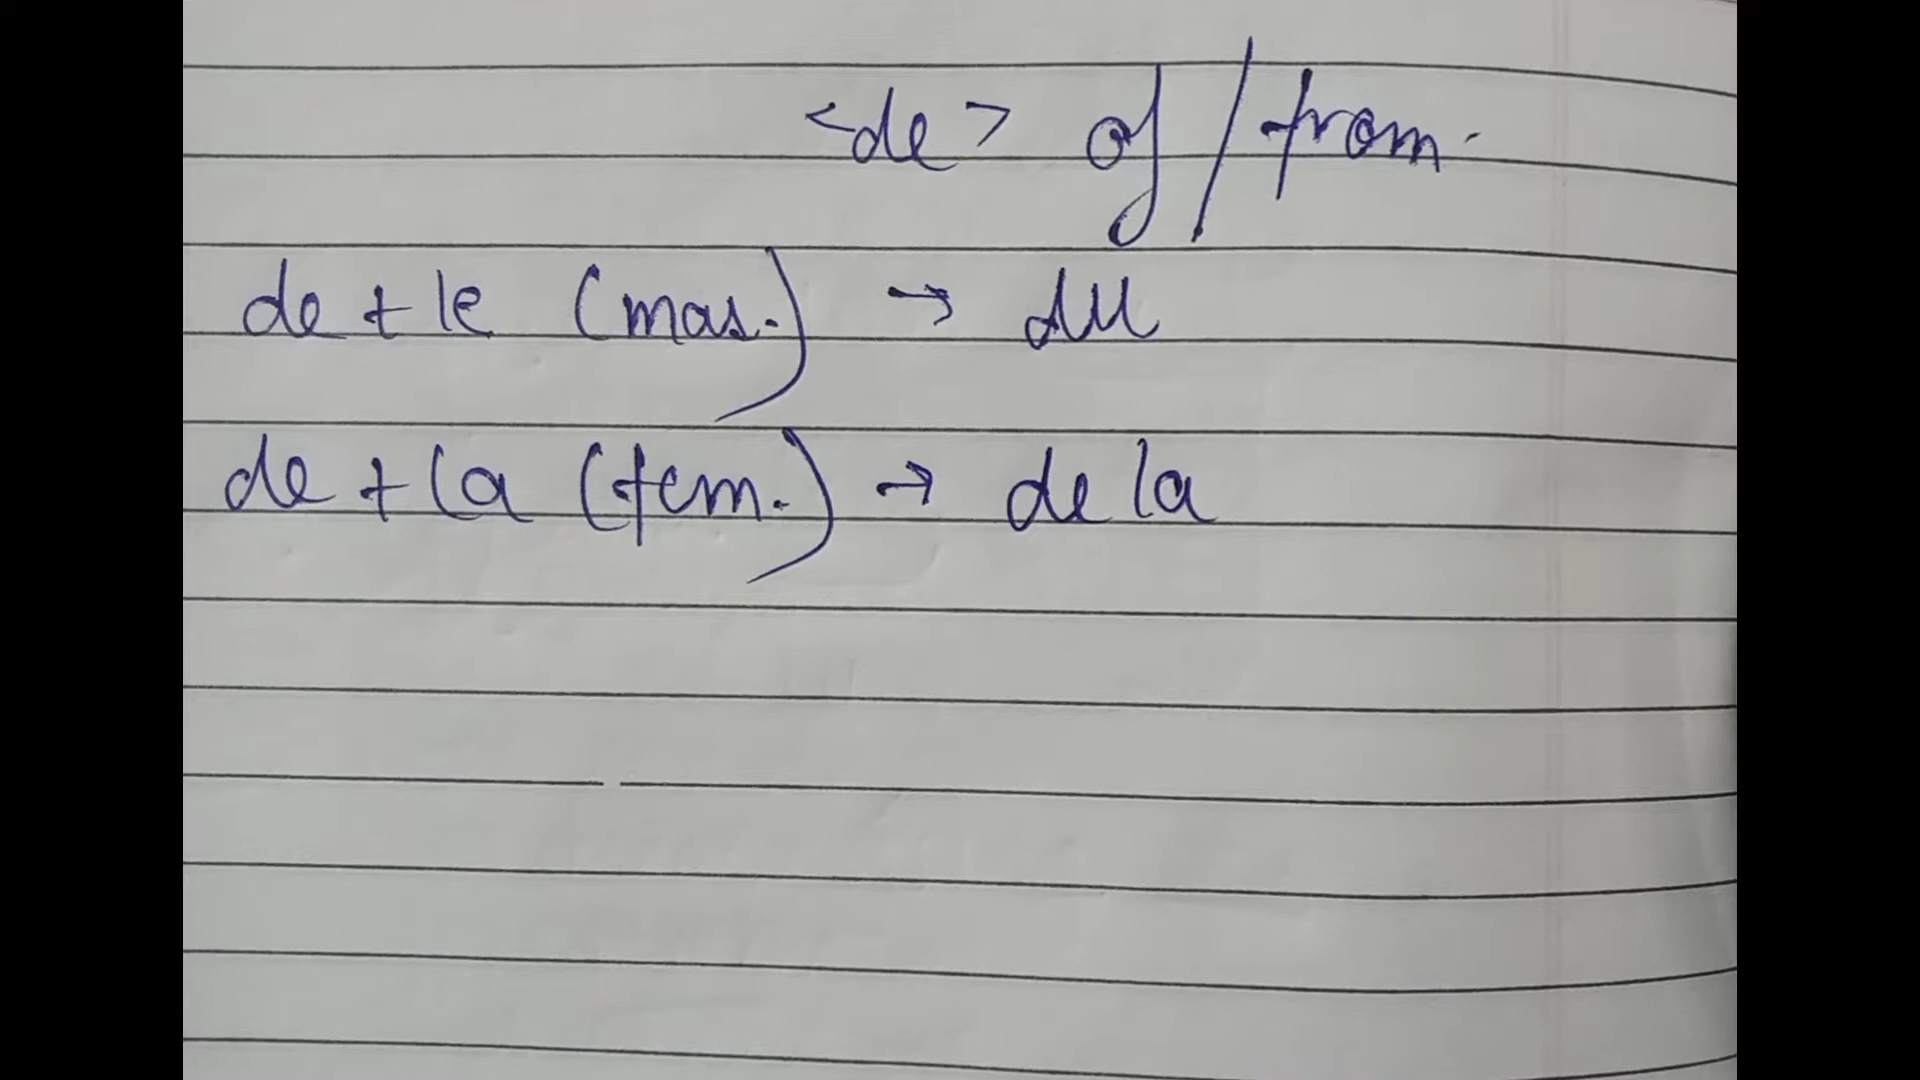 <de> of / from.
de + le (mas.) → du
de + la (fem.) → de la